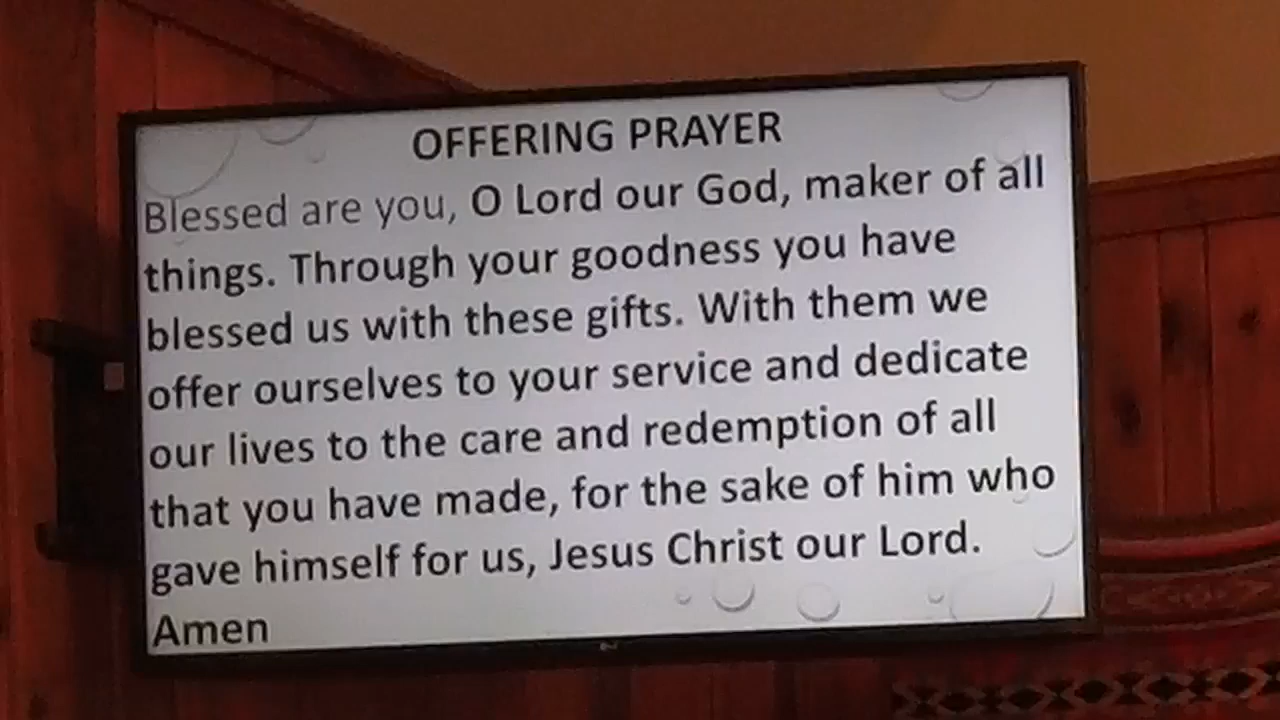 OFFERING PRAYER
Blessed are you, O Lord our God, maker of all
things. Through your goodness you have
blessed us with these gifts. With them we
offer ourselves to your service and dedicate
our lives to the care and redemption of all
that you have made, for the sake of him who
gave himself for us, Jesus Christ our Lord.
Amen